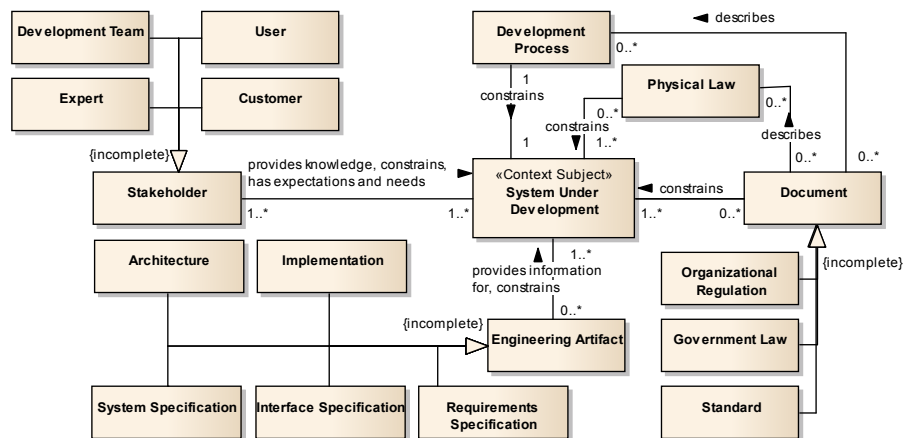 Development Team
User
Development
Process
describes
0..*
Expert
Customer
1
constrains
Physical Law
0..*
constrains
0..*
describes
{incomplete}
1
1..*
0..*
0..*
provides knowledge, constrains,
has expectations and needs
Stakeholder
«Context Subject»
System Under
Development
constrains
Document
1..*
1..*
1..*
0..*
Architecture
Implementation
1..*
provides information
for, constrains
{incomplete}
Organizational
Regulation
0..*
{incomplete}
Engineering Artifact
Government Law
System Specification
Interface Specification
Requirements
Specification
Standard